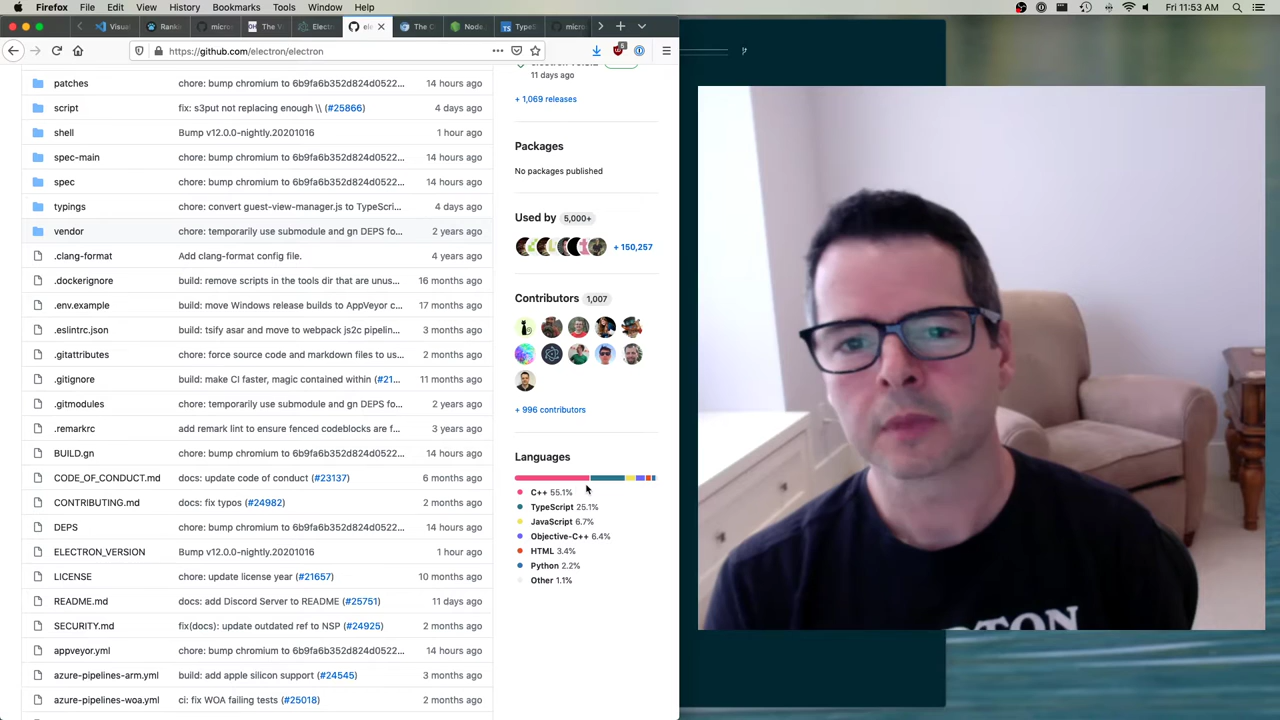 Firefox File Edit View History Bookmarks Tools Window Help
Fri Oct 16 11:53 AM
Visual
Ranko
micro
The V
Electr
ele
The C
Node.
TypeS
micro
https://github.com/electron/electron
patches chore: bump chromium to 6b9fa6b352d824d0522... 14 hours ago
script fix: s3put not replacing enough \\ (#25866) 4 days ago
shell Bump v12.0.0-nightly.20201016 1 hour ago
spec-main chore: bump chromium to 6b9fa6b352d824d0522... 14 hours ago
spec chore: bump chromium to 6b9fa6b352d824d0522... 14 hours ago
typings chore: convert guest-view-manager.js to TypeScri... 4 days ago
vendor chore: temporarily use submodule and gn DEPS fo... 2 years ago
.clang-format Add clang-format config file. 4 years ago
.dockerignore build: remove scripts in the tools dir that are unus... 16 months ago
.env.example build: move Windows release builds to AppVeyor c... 17 months ago
.eslintrc.json build: tsify asar and move to webpack js2c pipelin... 3 months ago
.gitattributes chore: force source code and markdown files to us... 2 months ago
.gitignore build: make CI faster, magic contained within (#21... 11 months ago
.gitmodules chore: temporarily use submodule and gn DEPS fo... 2 years ago
.remarkrc add remark lint to ensure fenced codeblocks are fr... 3 years ago
BUILD.gn chore: bump chromium to 6b9fa6b352d824d0522... 14 hours ago
CODE_OF_CONDUCT.md docs: update code of conduct (#23137) 6 months ago
CONTRIBUTING.md docs: fix typos (#24982) 2 months ago
DEPS chore: bump chromium to 6b9fa6b352d824d0522... 14 hours ago
ELECTRON_VERSION Bump v12.0.0-nightly.20201016 1 hour ago
LICENSE chore: update license year (#21657) 10 months ago
README.md docs: add Discord Server to README (#25751) 11 days ago
SECURITY.md fix(docs): update outdated ref to NSP (#24925) 2 months ago
appveyor.yml chore: bump chromium to 6b9fa6b352d824d0522... 14 hours ago
azure-pipelines-arm.yml build: add apple silicon support (#24545) 3 months ago
azure-pipelines-woa.yml ci: fix WOA failing tests (#25018) 2 months ago
11 days ago
+ 1,069 releases
Packages
No packages published
Used by 5,000+
+ 150,257
Contributors 1,007
+ 996 contributors
Languages
C++ 55.1%
TypeScript 25.1%
JavaScript 6.7%
Objective-C++ 6.4%
HTML 3.4%
Python 2.2%
Other 1.1%